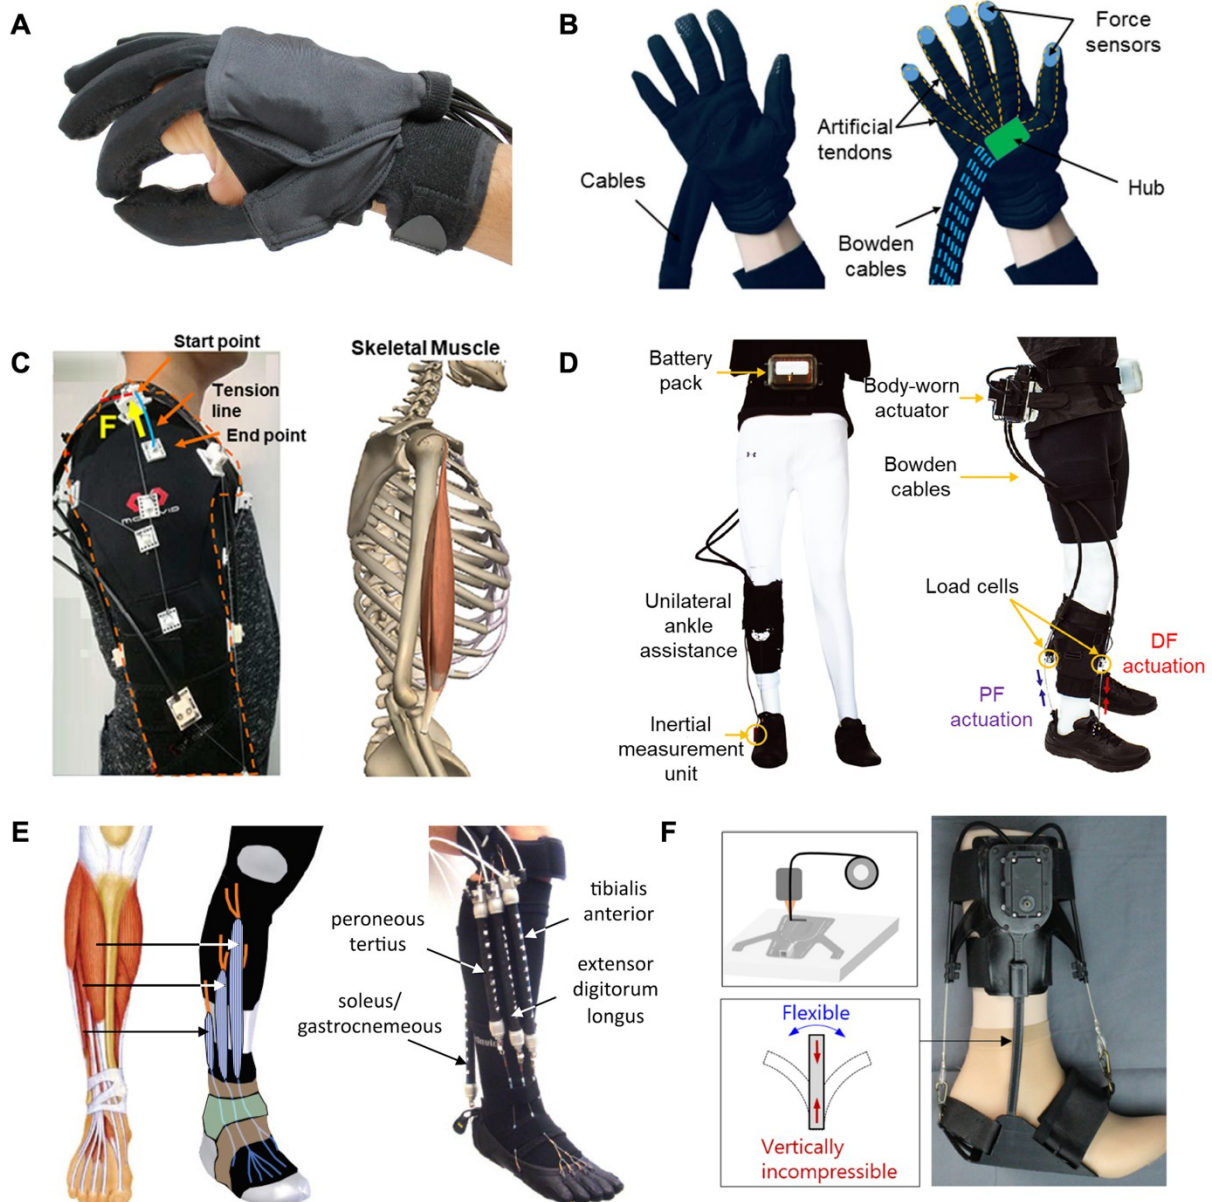 A
B
Force
sensors
Artificial
tendons
Cables
Hub
Bowden
cables
C
Start point
Tension
line
F
End point
Skeletal Muscle
D
Battery
pack
Body-worn
actuator
Bowden
cables
Unilateral
ankle
assistance
Load cells
DF
actuation
PF
actuation
Inertial
measurement
unit
E
peroneous
tertius
tibialis
anterior
soleus/
gastrocnemeous
extensor
digitorum
longus
F
Flexible
Vertically
incompressible